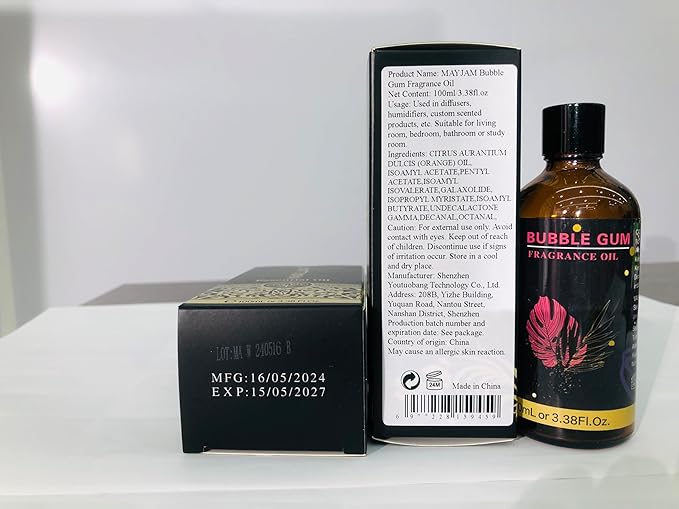 LOT:MA W 240516 B
MFG:16/05/2024
EXP:15/05/2027
Product Name: MAYJAM Bubble
Gum Fragrance Oil
Net Content: 100ml 3.38fl.oz
Usage: Used in diffusers,
humidifiers, custom scented
products, etc. Suitable for living
room, bedroom, bathroom or study
room.
Ingredients: CITRUS AURANTIUM
DULCIS (ORANGE) OIL,
ISOAMYL ACETATE,PENTYL
ACETATE,ISOAMYL
ISOVALERATE,GALAXOLIDE,
ISOPROPYL MYRISTATE,ISOAMYL
BUTYRATE,UNDECALACTONE
GAMMA,DECANAL,OCTANAL,
Caution: For external use only. Avoid
contact with eyes. Keep out of reach
of children. Discontinue use if signs
of irritation occur. Store in a cool
and dry place.
Manufacturer: Shenzhen
Youtuobang Technology Co., Ltd.
Address: 208B, Yizhe Building,
Yuquan Road, Nantou Street,
Nanshan District, Shenzhen
Production batch number and
expiration date: See package.
Country of origin: China
May cause an allergic skin reaction.
24M
Made in China
6 977228 159459
BUBBLE GUM
FRAGRANCE OIL
0mL or 3.38Fl.Oz.